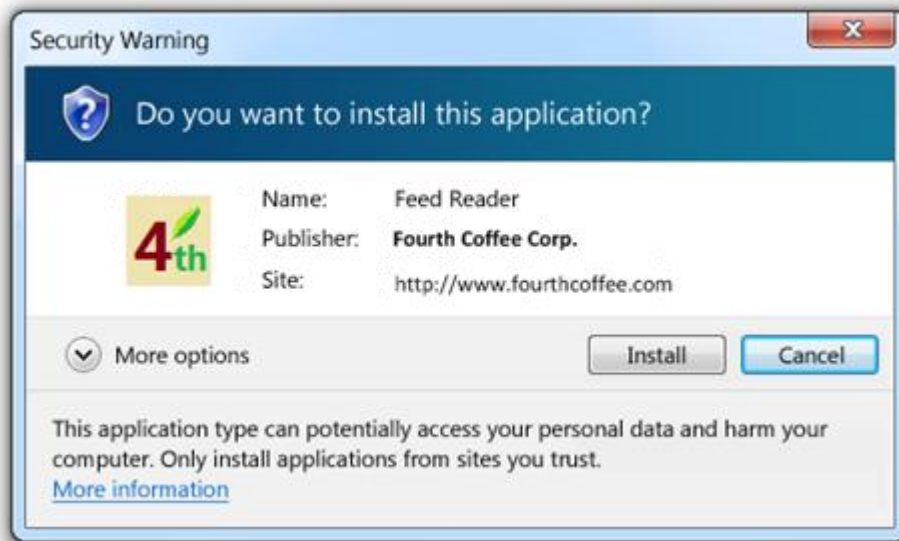 Security Warning
Do you want to install this application?
4th
Name: Feed Reader
Publisher: Fourth Coffee Corp.
Site: http://www.fourthcoffee.com
More options
Install
Cancel
This application type can potentially access your personal data and harm your
computer. Only install applications from sites you trust.
More information